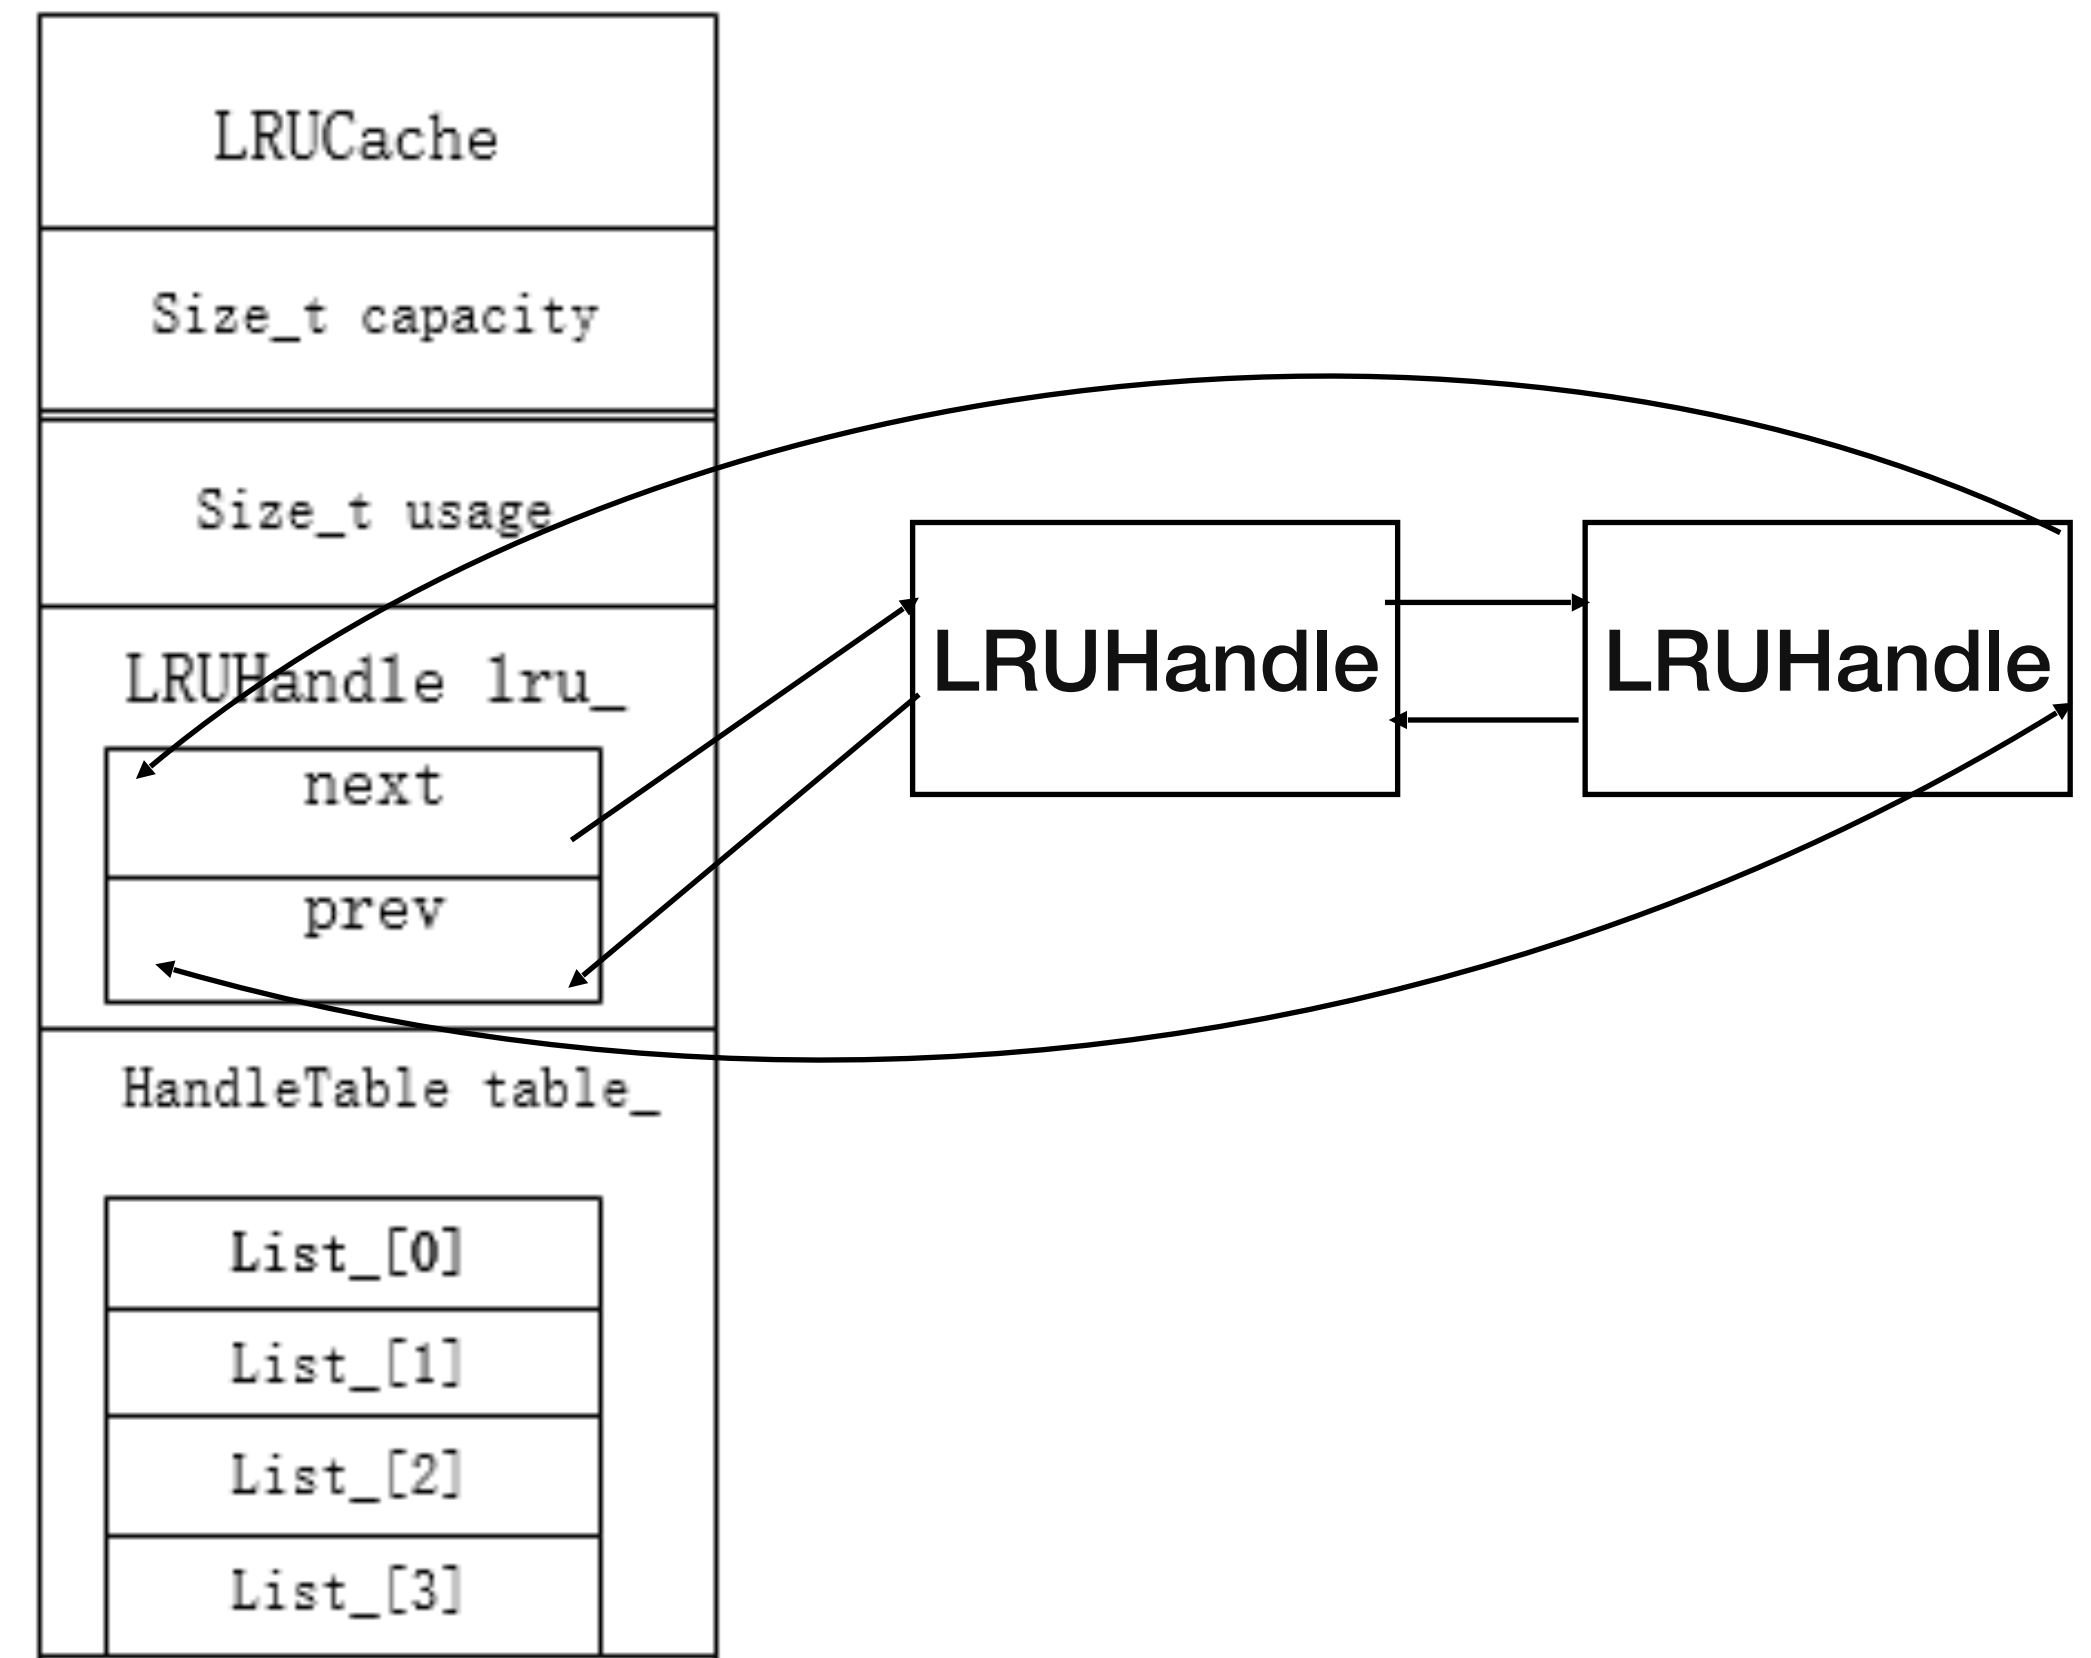 LRUCache
Size_t capacity
Size_t usage
LRUHandle lru_
next
prev
LRUHandle
LRUHandle
HandleTable table_
List_[0]
List_[1]
List_[2]
List_[3]